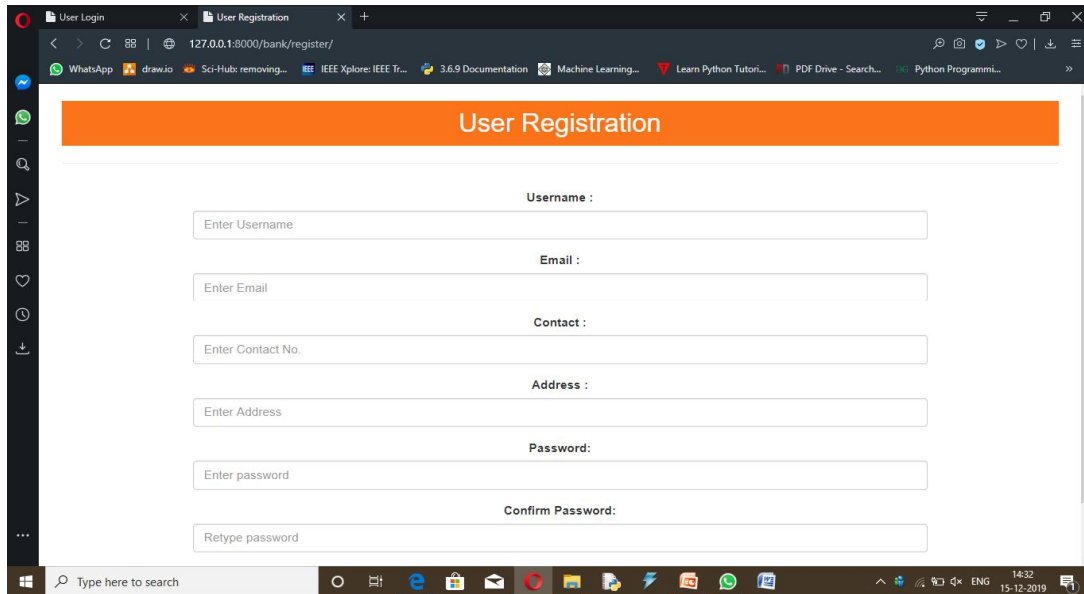 User Login
User Registration
127.0.0.1:8000/bank/register/
WhatsApp draw.io Sci-Hub: removing... IEEE IEEE Xplore: IEEE Tr... 3.6.9 Documentation Machine Learning... Learn Python Tutori... PDF Drive - Search... Python Programmi...
User Registration
Username :
Enter Username
Email :
Enter Email
Contact :
Enter Contact No.
Address :
Enter Address
Password:
Enter password
Confirm Password:
Retype password
Type here to search
ENG
14:32
15-12-2019